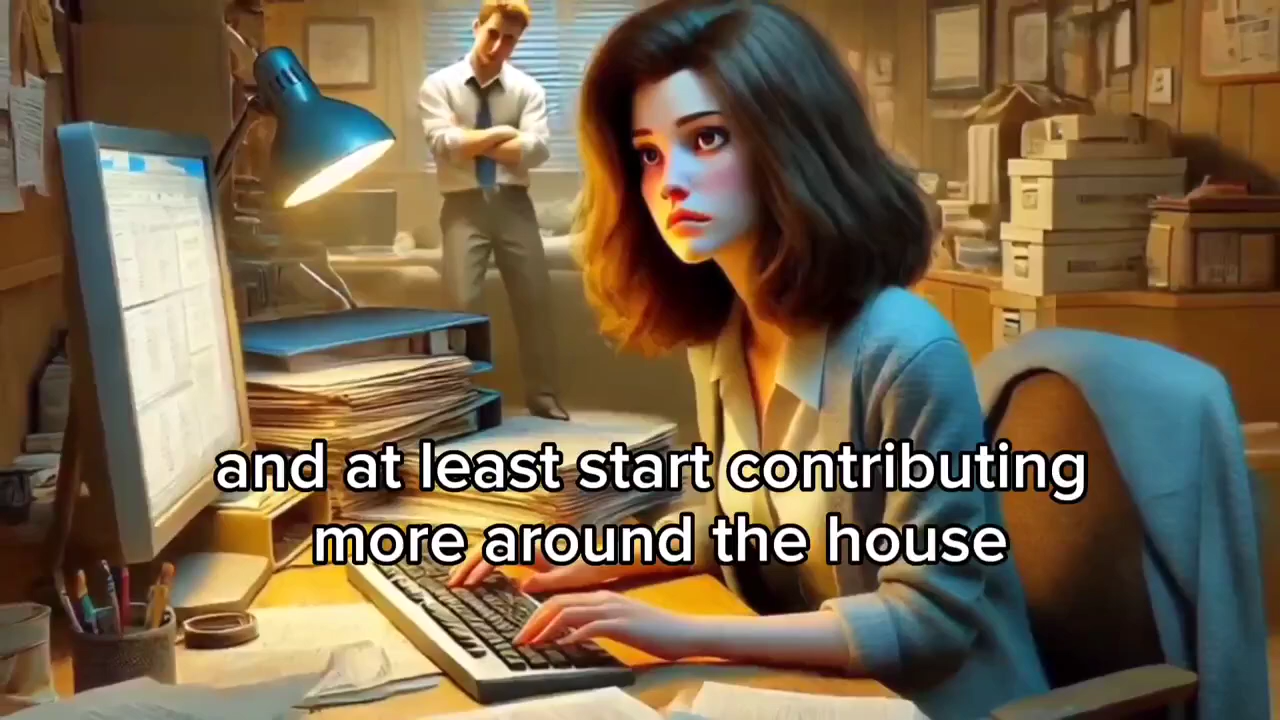 and at least start contributing
more around the house